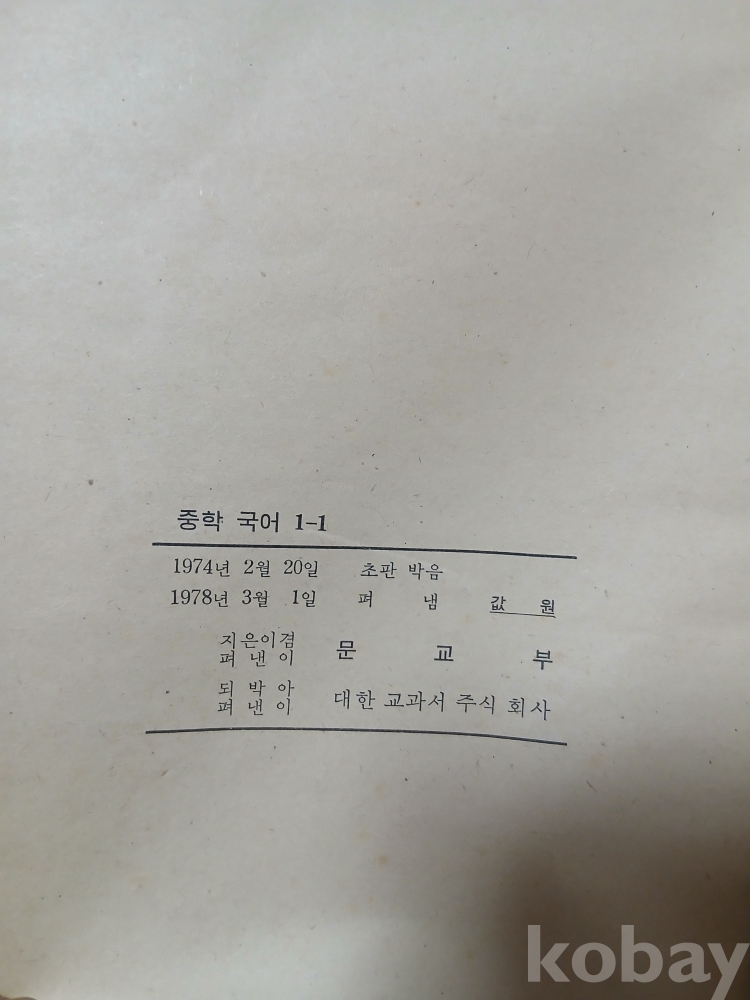 중학 국어 1-1
1974년 2월 20일 초판 박음
1978년 3월 1일 펴 냄 값 원
지은이겸
펴 낸 이 문 교 부
되 박 아
펴 낸 이 대한 교과서 주식 회사
kobay